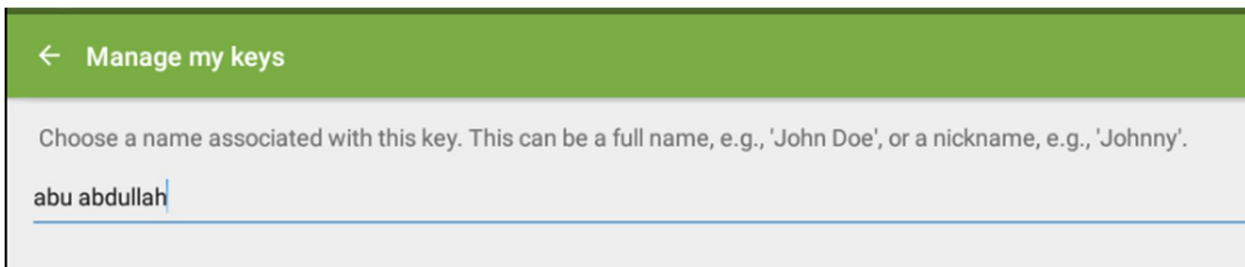 Manage my keys
Choose a name associated with this key. This can be a full name, e.g., 'John Doe', or a nickname, e.g., 'Johnny'.
abu abdullah